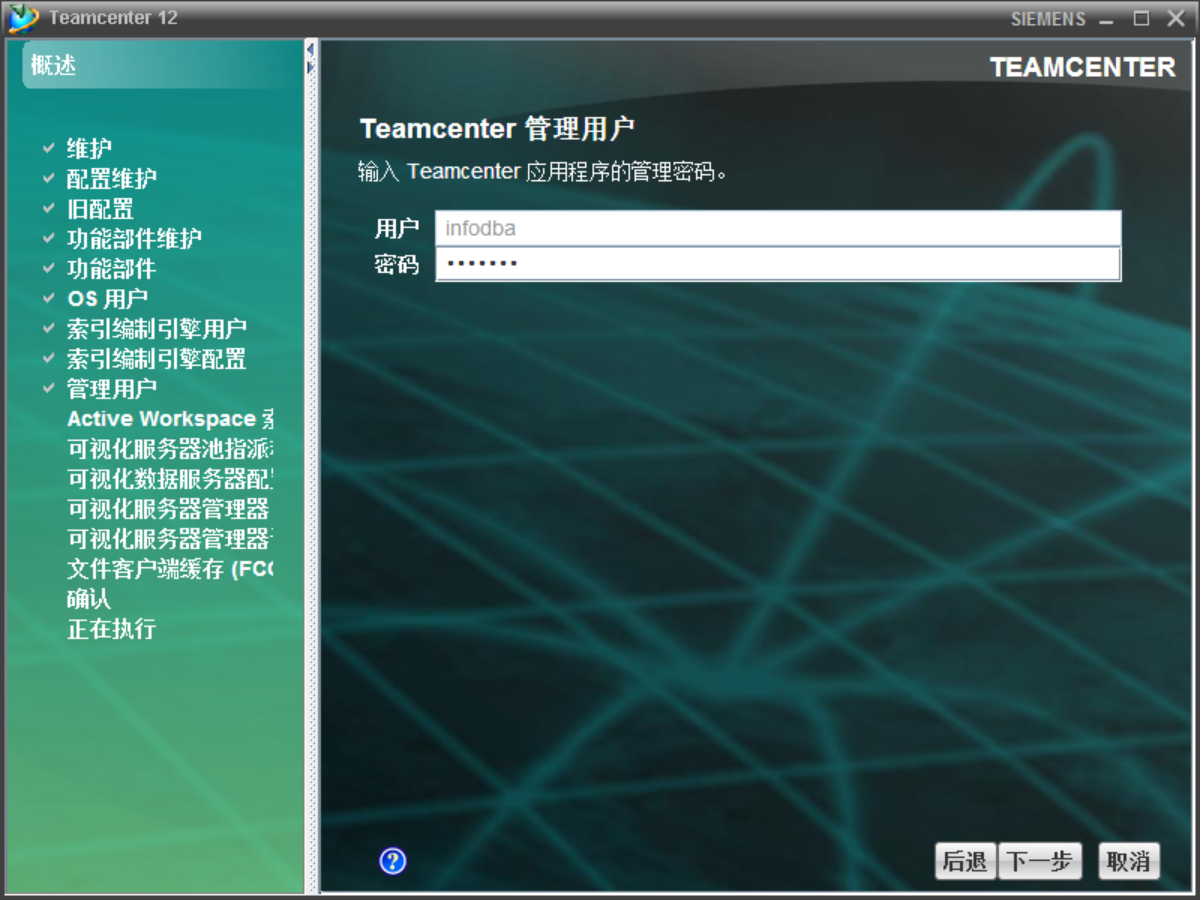 Teamcenter 12
SIEMENS
概述
TEAMCENTER
维护
配置维护
旧配置
功能部件维护
功能部件
OS 用户
索引编制引擎用户
索引编制引擎配置
管理用户
Active Workspace
可视化服务器池指派
可视化数据服务器配
可视化服务器管理器
可视化服务器管理器
文件客户端缓存 (FC
确认
正在执行
Teamcenter 管理用户
输入 Teamcenter 应用程序的管理密码。
用户 infodba
密码 •••••••
?
后退 下一步 取消